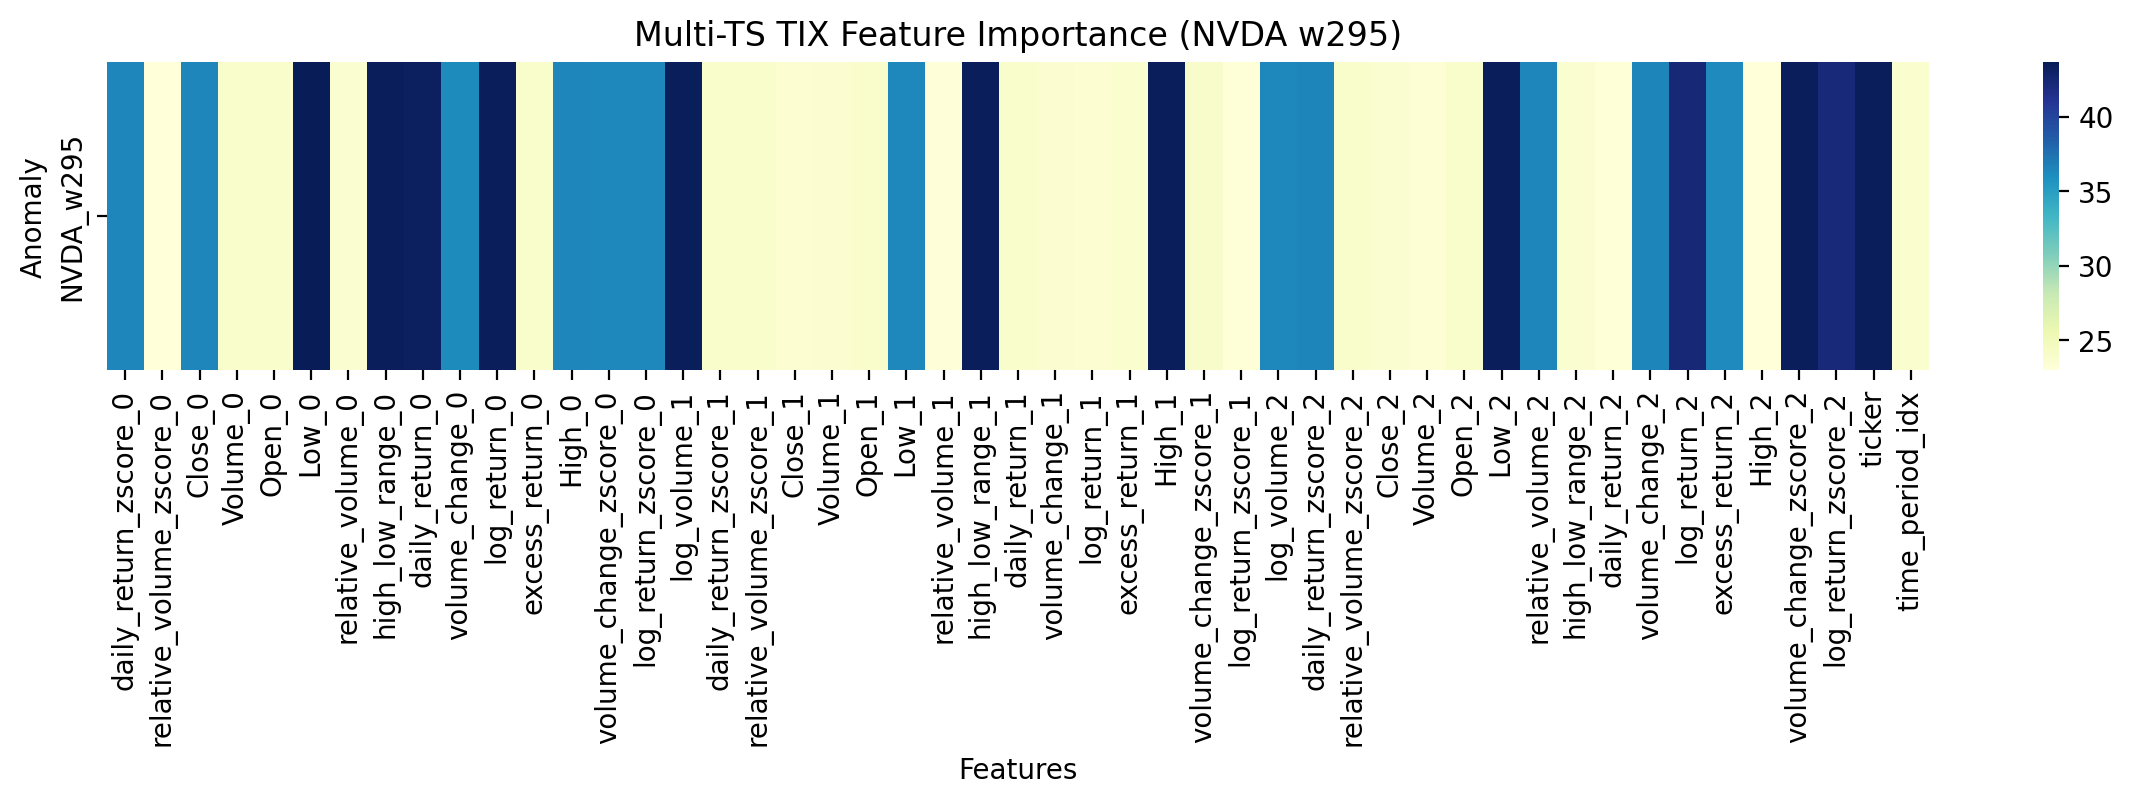 Multi-TS TIX Feature Importance (NVDA w295)
Anomaly
NVDA_w295
40
35
30
25
daily_return_zscore_0
relative_volume_zscore_0
Close_0
Volume_0
Open_0
Low_0
relative_volume_0
high_low_range_0
daily_return_0
volume_change_0
log_return_0
excess_return_0
High_0
volume_change_zscore_0
log_return_zscore_0
log_volume_1
daily_return_zscore_1
relative_volume_zscore_1
Close_1
Volume_1
Open_1
Low_1
relative_volume_1
high_low_range_1
daily_return_1
volume_change_1
log_return_1
excess_return_1
High_1
volume_change_zscore_1
log_return_zscore_1
log_volume_2
daily_return_zscore_2
relative_volume_zscore_2
Close_2
Volume_2
Open_2
Low_2
relative_volume_2
high_low_range_2
daily_return_2
volume_change_2
log_return_2
excess_return_2
High_2
volume_change_zscore_2
log_return_zscore_2
ticker
time_period_idx
Features